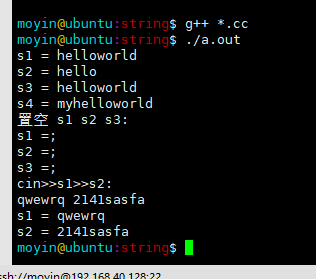 moyin@ubuntu:string$ g++ *.cc
moyin@ubuntu:string$ ./a.out
s1 = helloworld
s2 = hello
s3 = helloworld
s4 = myhelloworld
置空 s1 s2 s3:
s1 =;
s2 =;
s3 =;
cin>>s1>>s2:
qwewrq 2141sasfa
s1 = qwewrq
s2 = 2141sasfa
moyin@ubuntu:string$
ssh://moyin@192.168.40.128:22